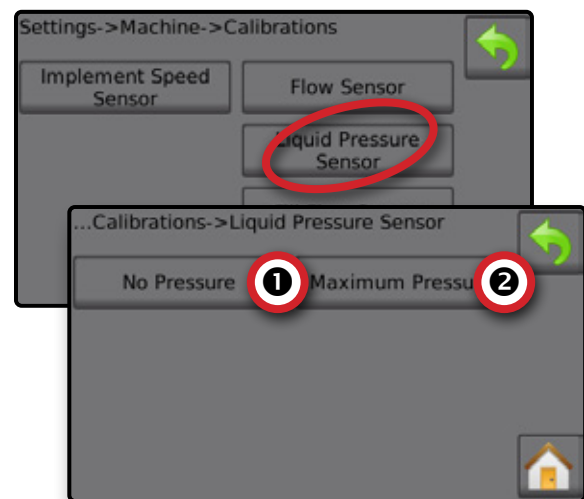 Settings->Machine->Calibrations
Implement Speed
Sensor
Flow Sensor
Liquid Pressure
Sensor
...Calibrations->Liquid Pressure Sensor
No Pressure
1
Maximum Pressu
2